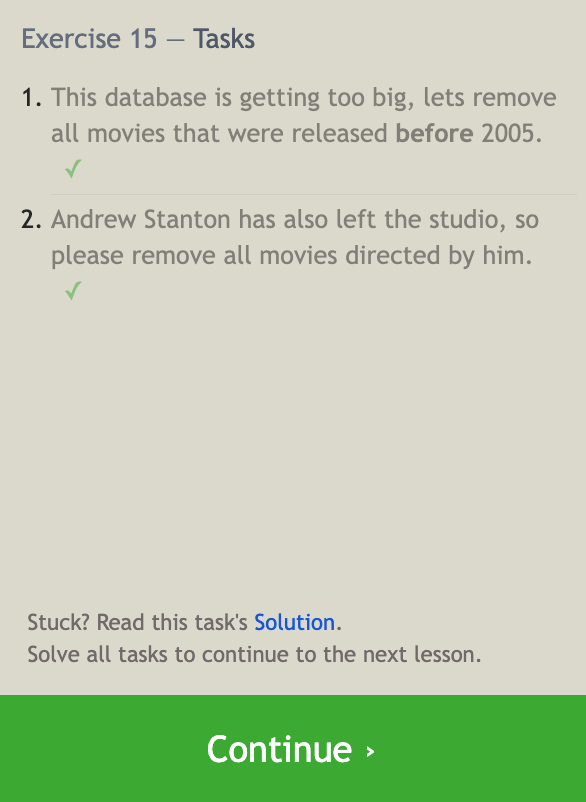 Exercise 15 — Tasks
1. This database is getting too big, lets remove
all movies that were released before 2005.
✓
2. Andrew Stanton has also left the studio, so
please remove all movies directed by him.
✓
Stuck? Read this task's Solution.
Solve all tasks to continue to the next lesson.
Continue ›